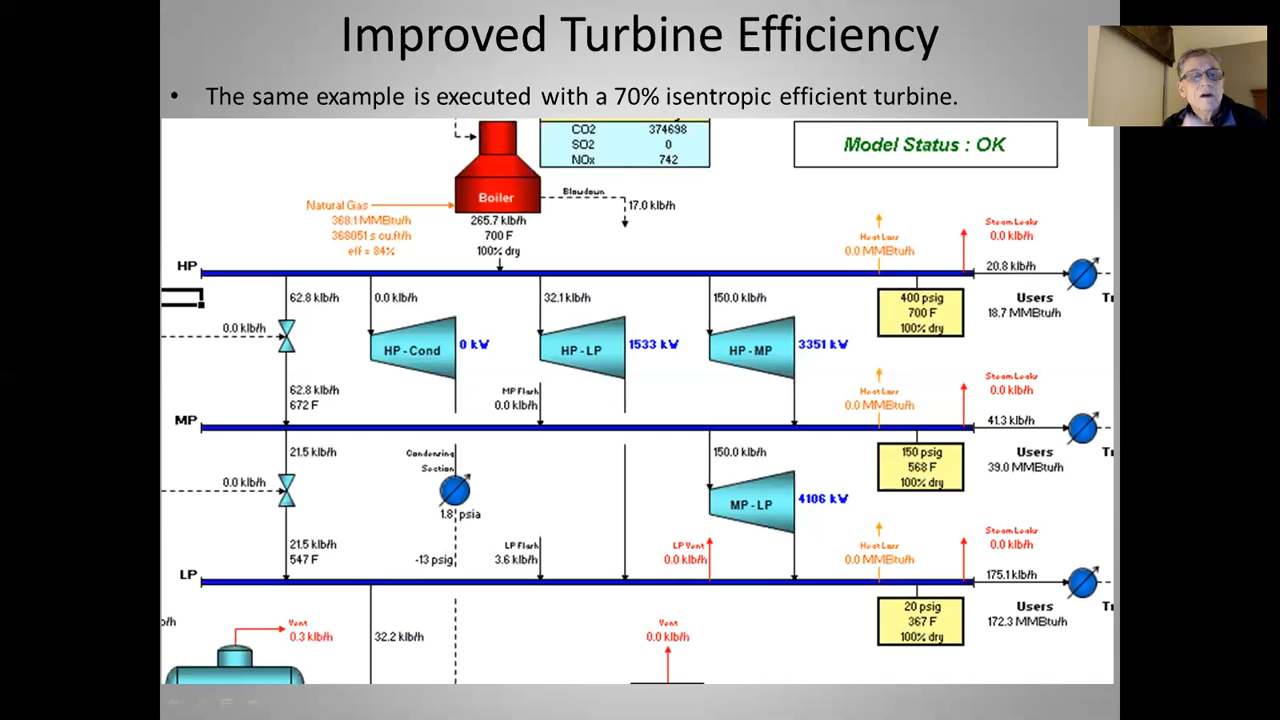 Improved Turbine Efficiency
• The same example is executed with a 70% isentropic efficient turbine.
CO2 374698
SO2 0
NOx 742
Model Status : OK
Boiler
Blowdown
17.0 klb/h
Natural Gas
368.1 MMBtu/h
368051 s cu.ft/h
eff = 84%
265.7 klb/h
700 F
100% dry
Heat Loss
0.0 MMBtu/h
Steam Leaks
0.0 klb/h
HP
20.8 klb/h
62.8 klb/h
0.0 klb/h
32.1 klb/h
150.0 klb/h
400 psig
700 F
100% dry
Users
18.7 MMBtu/h
0.0 klb/h
HP - Cond
0 kW
HP - LP
1533 kW
HP - MP
3351 kW
62.8 klb/h
672 F
MP Flash
0.0 klb/h
Heat Loss
0.0 MMBtu/h
Steam Leaks
0.0 klb/h
MP
41.3 klb/h
21.5 klb/h
Condensing
Section
150.0 klb/h
150 psig
568 F
100% dry
Users
39.0 MMBtu/h
0.0 klb/h
1.8 psia
MP - LP
4106 kW
21.5 klb/h
547 F
-13 psig
LP Flash
3.6 klb/h
LP Vent
0.0 klb/h
Heat Loss
0.0 MMBtu/h
Steam Leaks
0.0 klb/h
LP
175.1 klb/h
20 psig
367 F
100% dry
Users
172.3 MMBtu/h
Vent
0.3 klb/h
32.2 klb/h
Vent
0.0 klb/h